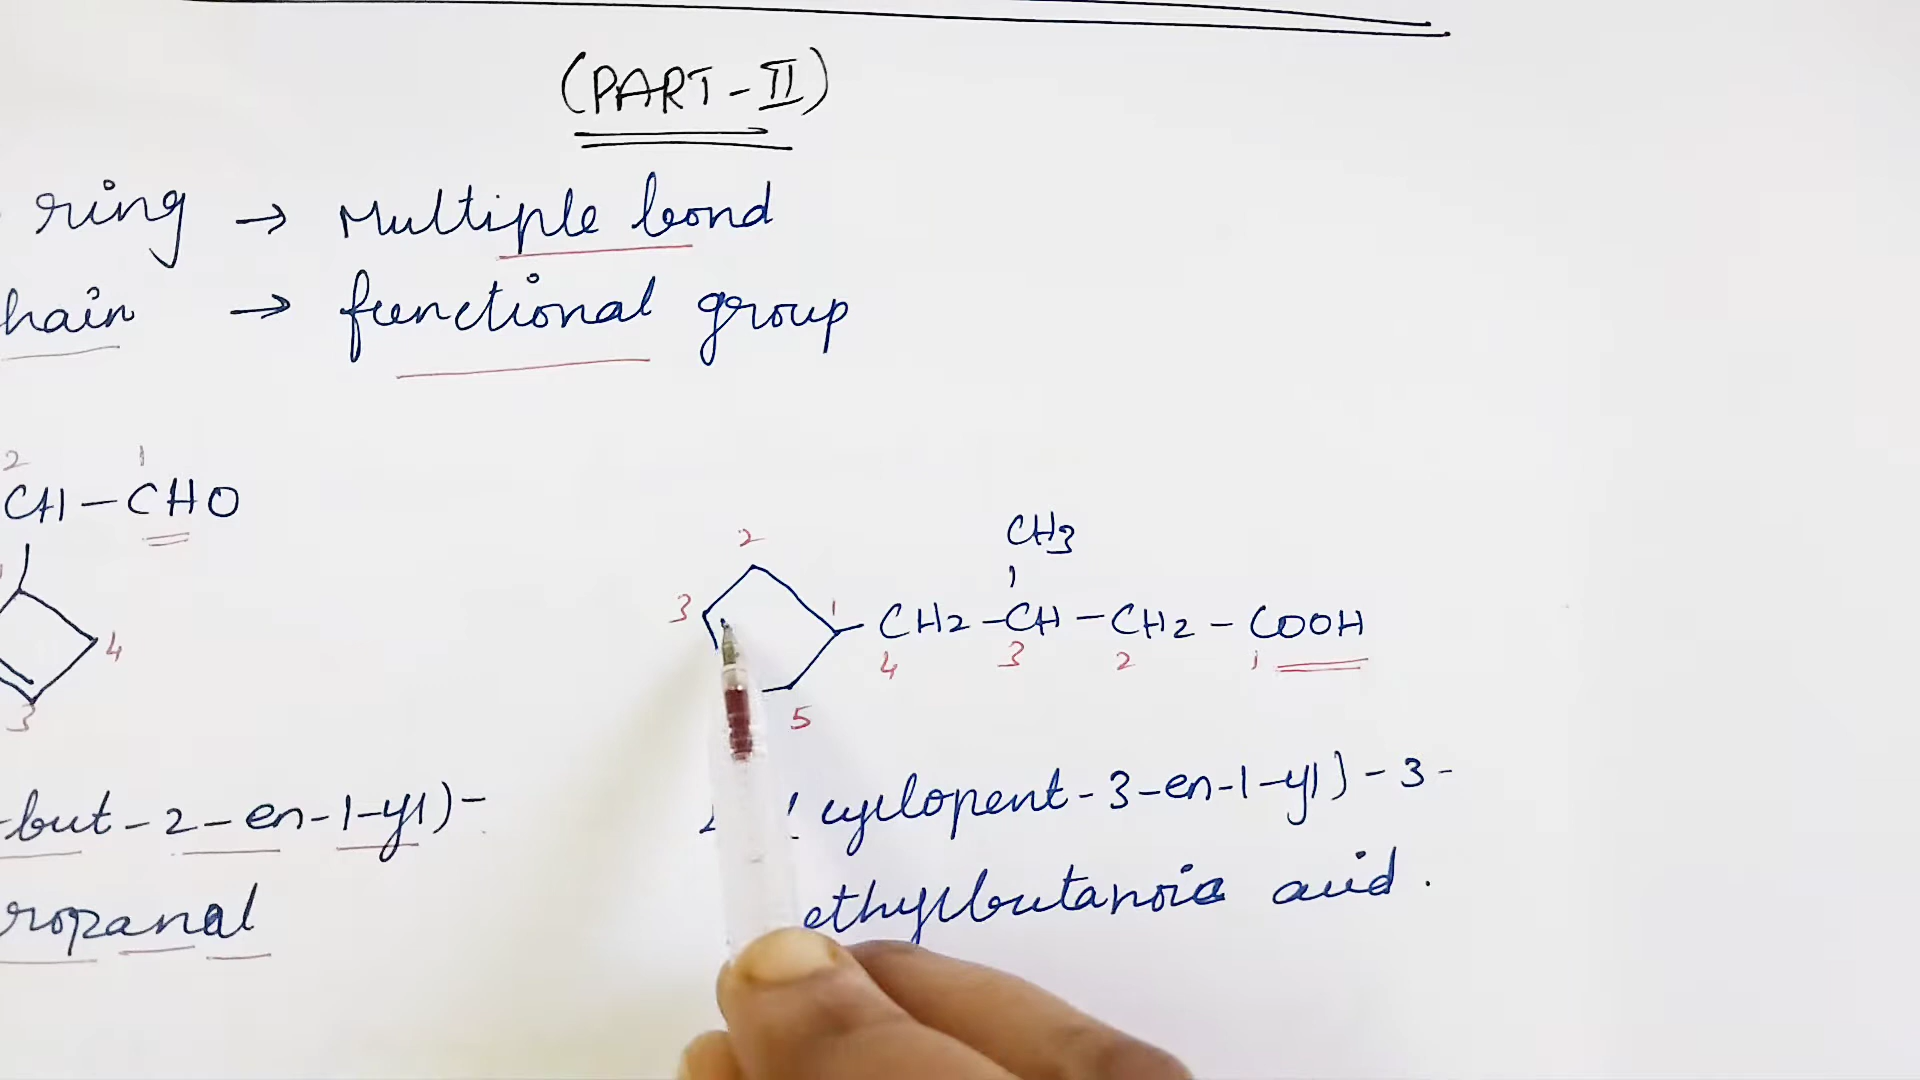 (PART-II)
ring → Multiple bond
hain → functional group
2 1
CH-CHO
4
3
CH3
2
3 1 CH2-CH-CH2-COOH
4 3 2 1
5
-but-2-en-1-yl)-
cyclopent-3-en-1-yl)-3-
ropanal
ethylbutanoic acid.